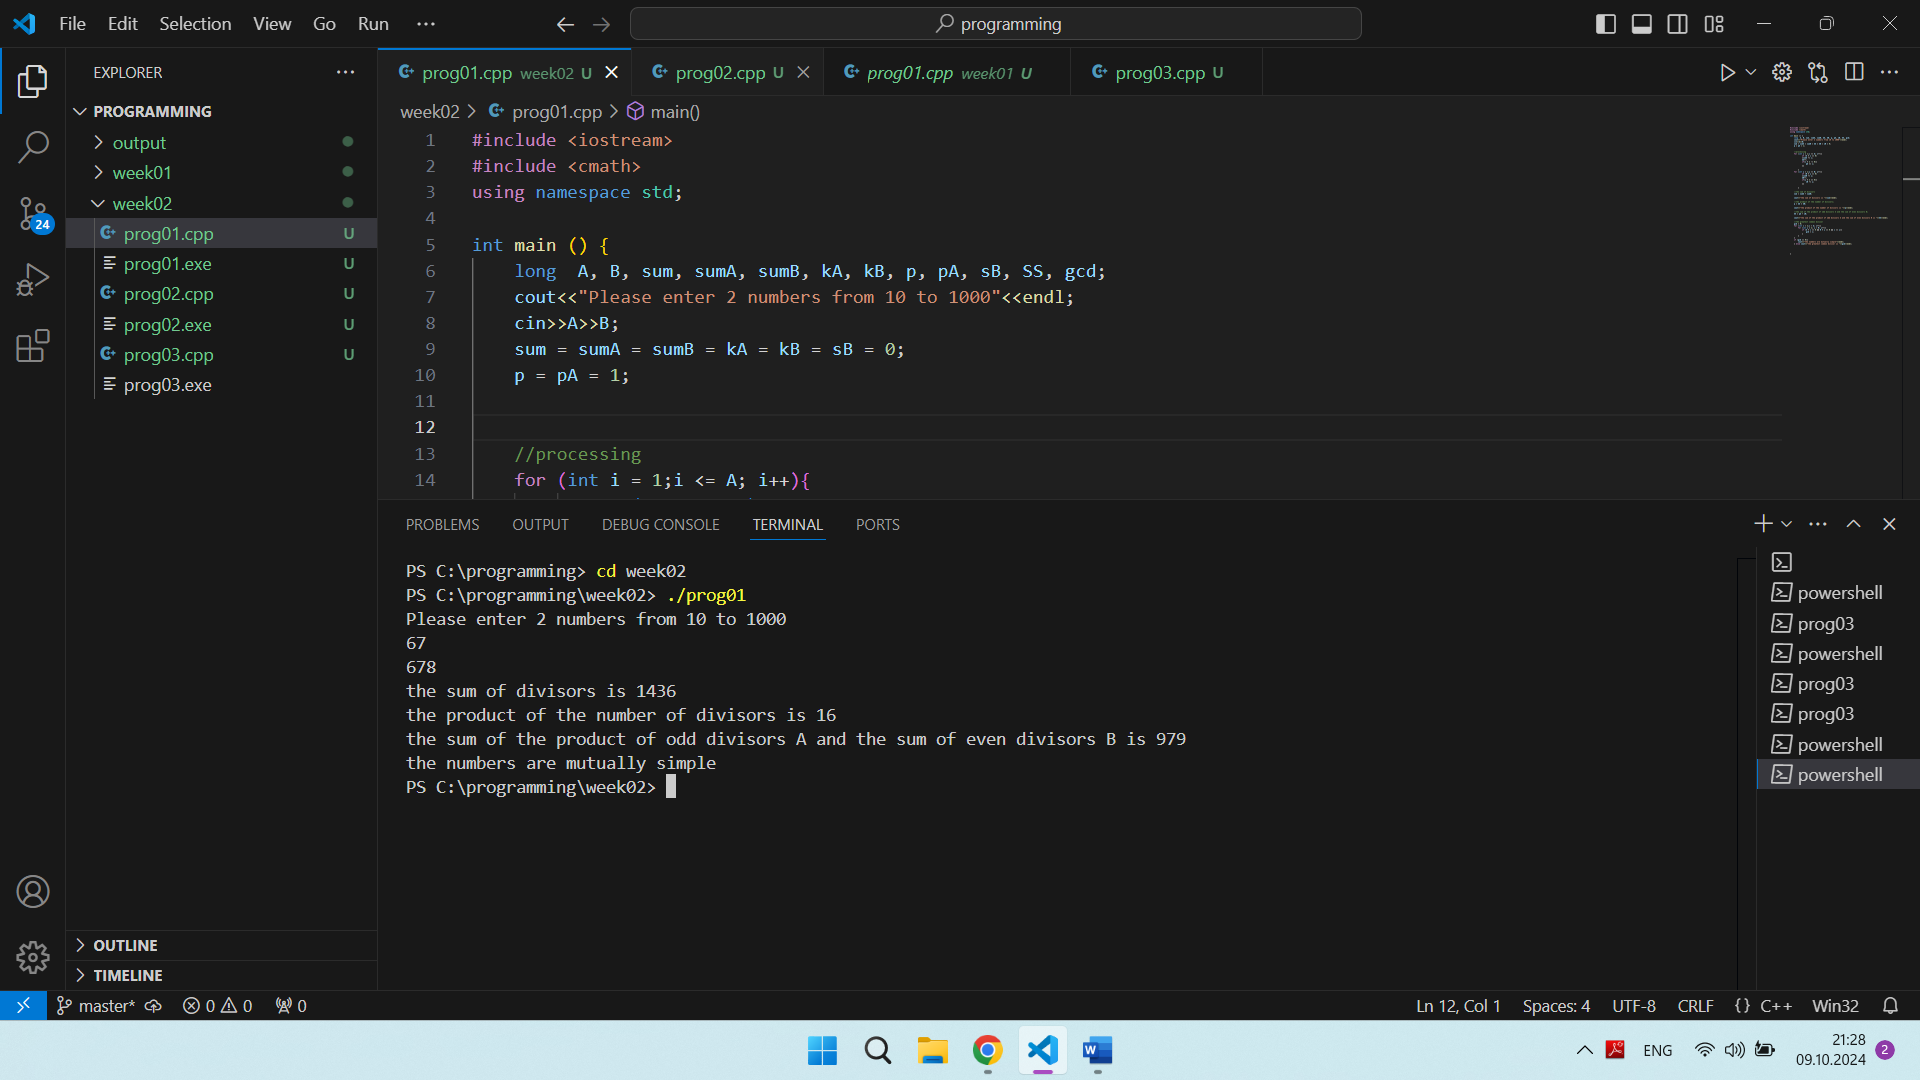 File Edit Selection View Go Run ···
programming
EXPLORER
PROGRAMMING
output
week01
week02
prog01.cpp U
prog01.exe U
prog02.cpp U
prog02.exe U
prog03.cpp U
prog03.exe
24
OUTLINE
TIMELINE
prog01.cpp week02 U
prog02.cpp U
prog01.cpp week01 U
prog03.cpp U
week02 > prog01.cpp > main()
1 #include <iostream>
2 #include <cmath>
3 using namespace std;
4
5 int main () {
6 long  A, B, sum, sumA, sumB, kA, kB, p, pA, sB, SS, gcd;
7 cout<<"Please enter 2 numbers from 10 to 1000"<<endl;
8 cin>>A>>B;
9 sum = sumA = sumB = kA = kB = sB = 0;
10 p = pA = 1;
11
12
13 //processing
14 for (int i = 1;i <= A; i++){
PROBLEMS OUTPUT DEBUG CONSOLE TERMINAL PORTS
PS C:\programming> cd week02
PS C:\programming\week02> ./prog01
Please enter 2 numbers from 10 to 1000
67
678
the sum of divisors is 1436
the product of the number of divisors is 16
the sum of the product of odd divisors A and the sum of even divisors B is 979
the numbers are mutually simple
PS C:\programming\week02>
powershell
prog03
powershell
prog03
prog03
powershell
powershell
master* 0 0 0
Ln 12, Col 1 Spaces: 4 UTF-8 CRLF {} C++ Win32
ENG
21:28
09.10.2024
2